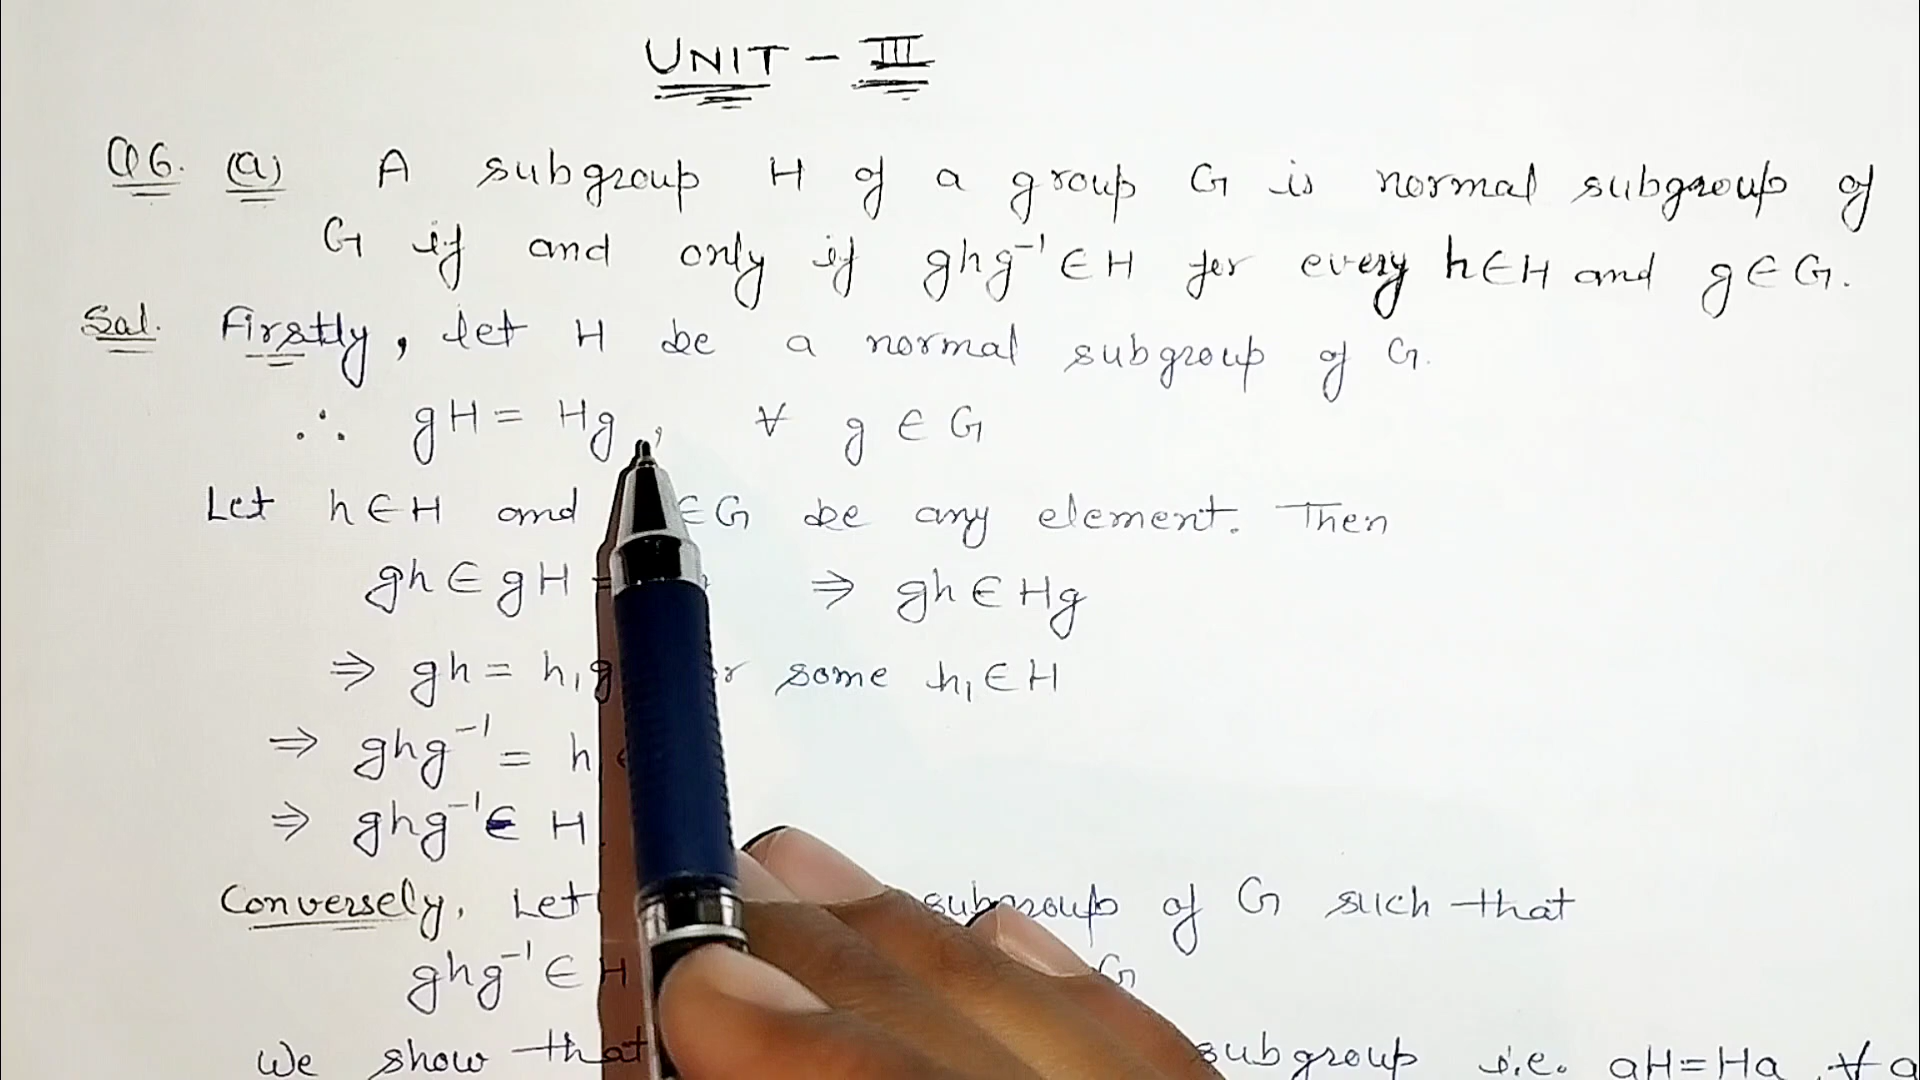 UNIT - III
Q6. (a) A subgroup H of a group G is normal subgroup of
G if and only if ghg⁻¹ ∈ H for every h∈H and g∈G.
Sol. Firstly, let H be a normal subgroup of G.
∴ gH = Hg, ∀ g ∈ G
Let h∈H and ∈G be any element. Then
gh ∈ gH = ⇒ gh ∈ Hg
⇒ gh = h₁g some h₁∈H
⇒ ghg⁻¹ = h
⇒ ghg⁻¹ ∈ H
Conversely, Let subgroup of G such that
ghg⁻¹ ∈ H G
We show that subgroup i.e. aH=Ha, ∀ a